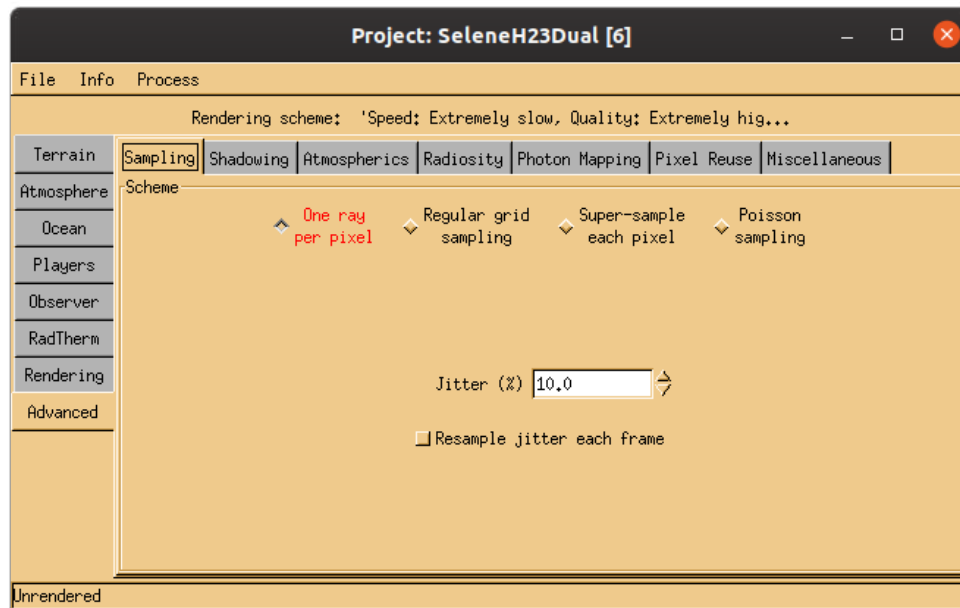 Project: SeleneH23Dual [6]
File Info Process
Rendering scheme: 'Speed: Extremely slow, Quality: Extremely hig...
Terrain
Atmosphere
Ocean
Players
Observer
RadTherm
Rendering
Advanced
Sampling Shadowing Atmospherics Radiosity Photon Mapping Pixel Reuse Miscellaneous
Scheme
One ray
per pixel
Regular grid
sampling
Super-sample
each pixel
Poisson
sampling
Jitter (%) 10.0
Resample jitter each frame
Unrendered